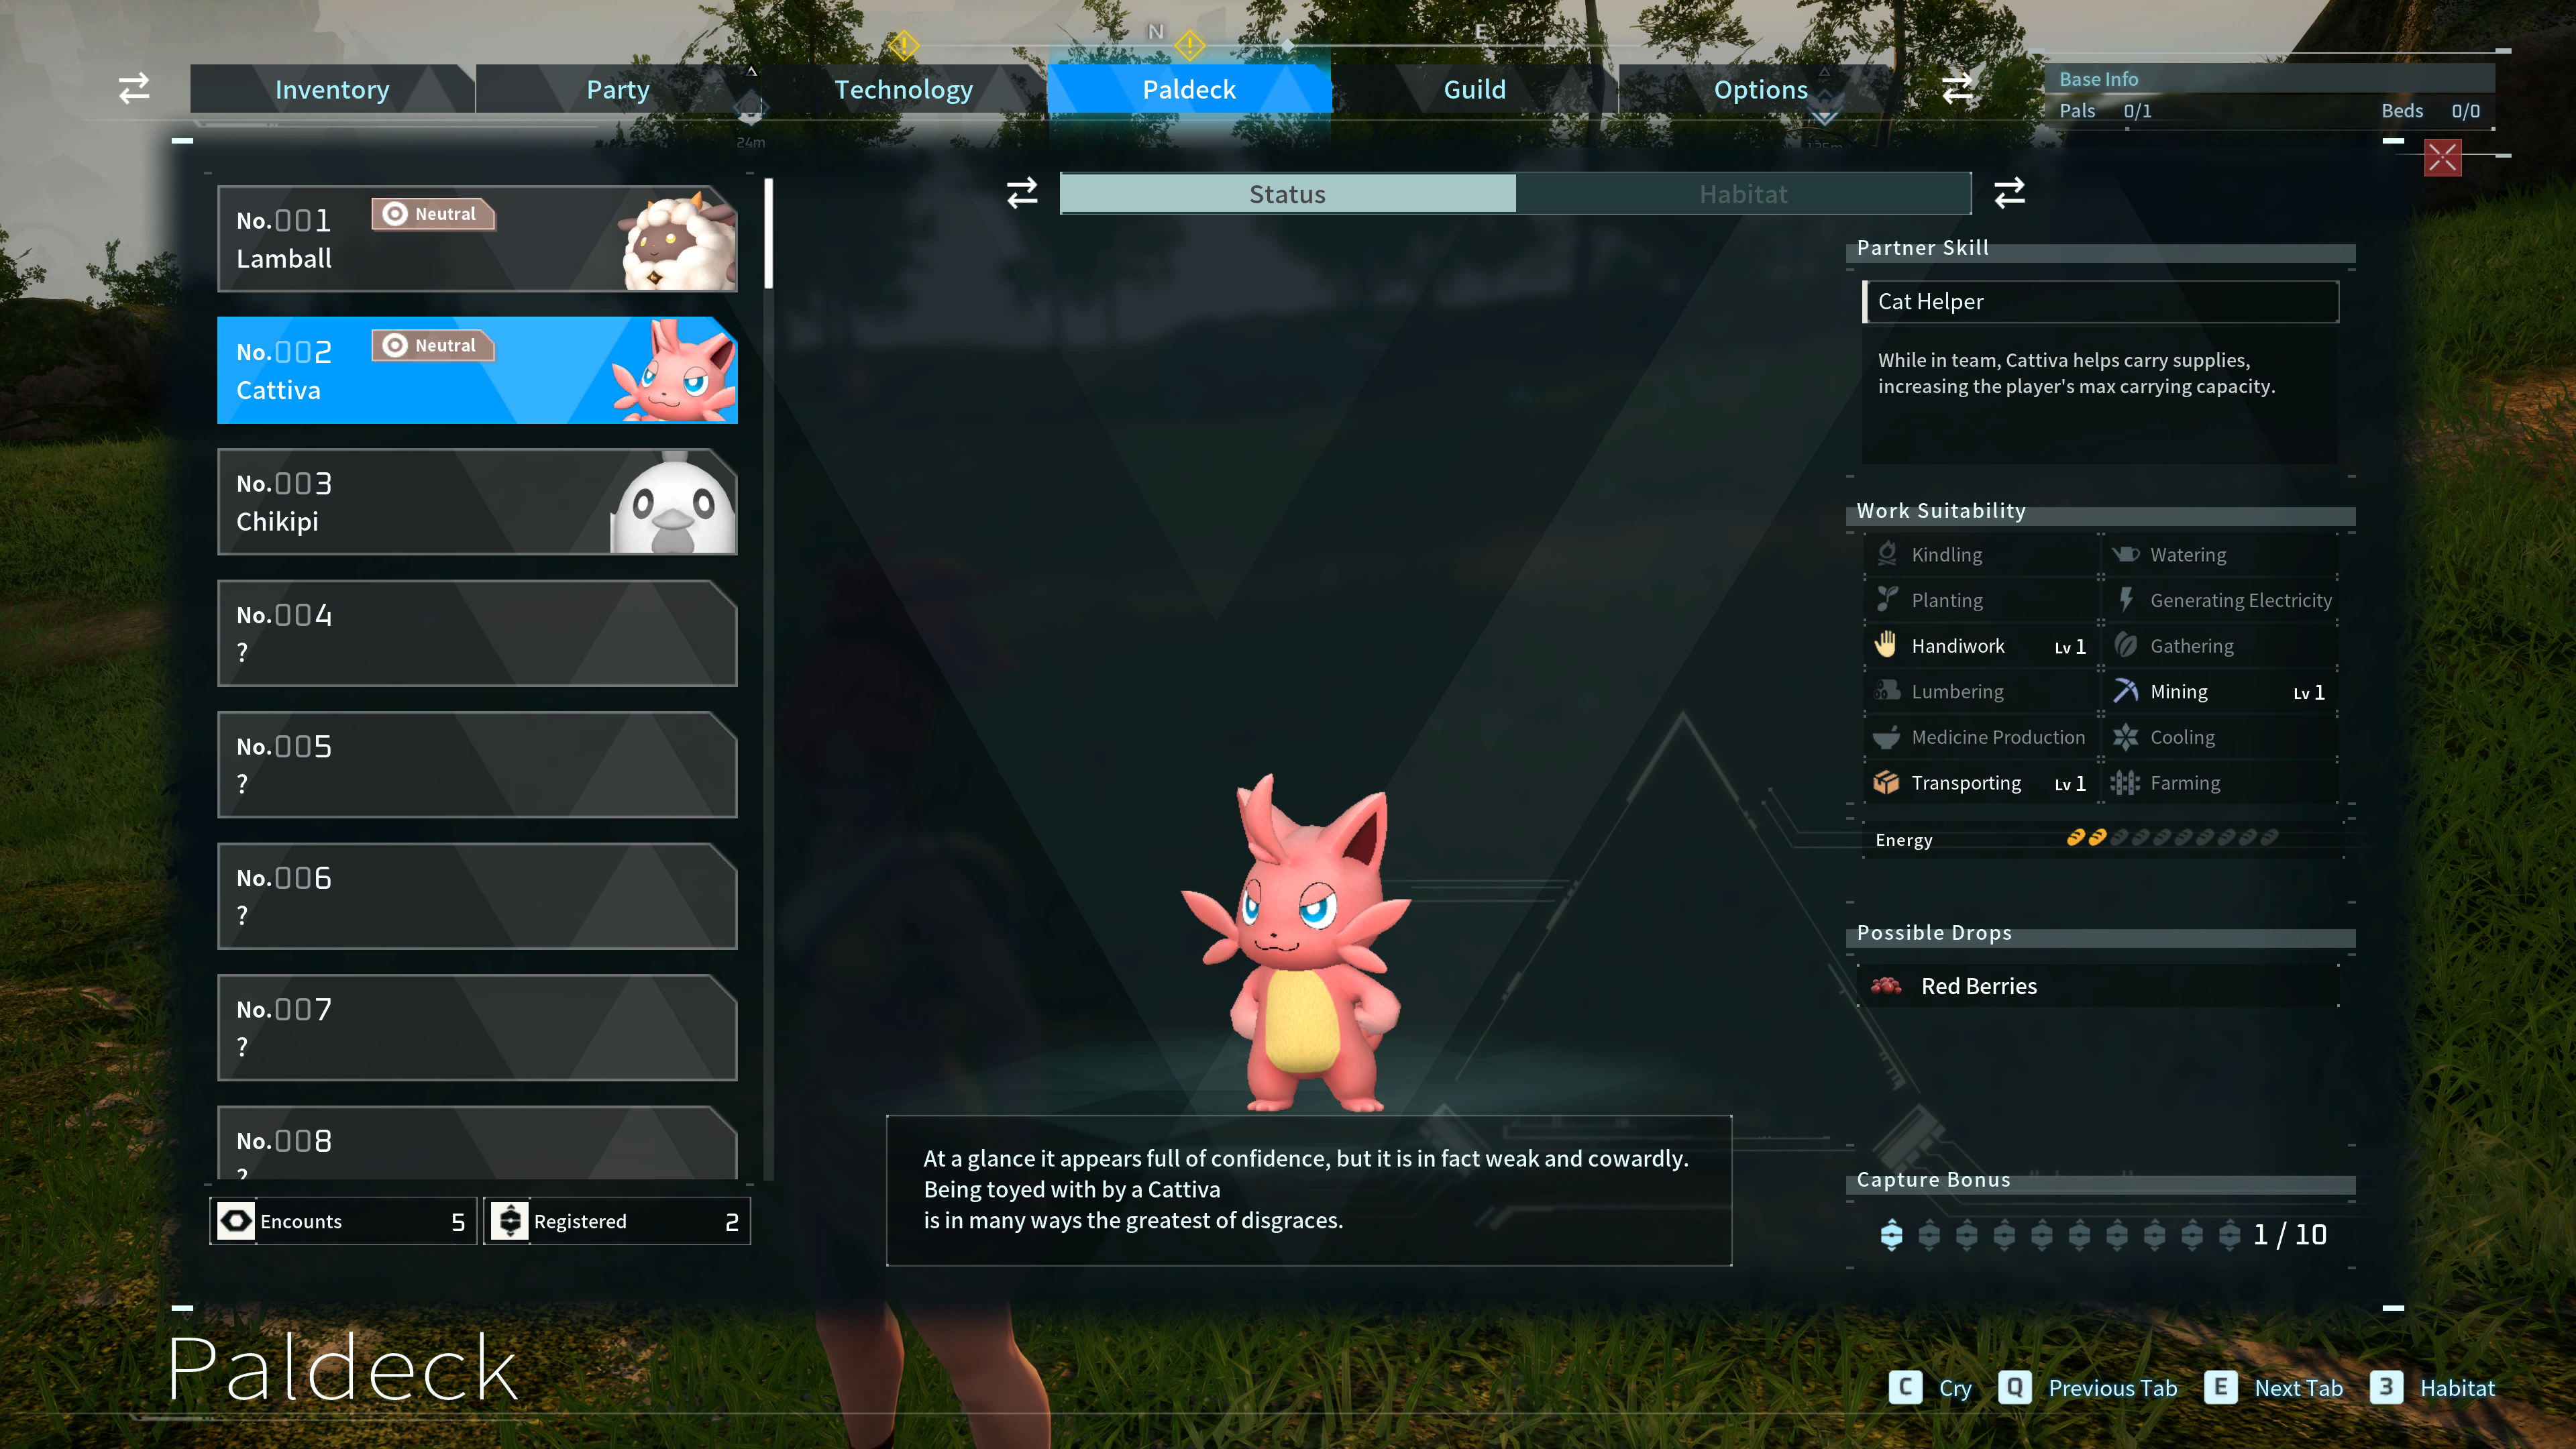 N
E
Inventory
Party
Technology
Paldeck
Guild
Options
Base Info
Pals 0/1
Beds 0/0
24m
Status
Habitat
No.001
Neutral
Lamball
No.002
Neutral
Cattiva
No.003
Chikipi
No.004
?
No.005
?
No.006
?
No.007
?
No.008
?
Encounts 5
Registered 2
At a glance it appears full of confidence, but it is in fact weak and cowardly.
Being toyed with by a Cattiva
is in many ways the greatest of disgraces.
Partner Skill
Cat Helper
While in team, Cattiva helps carry supplies,
increasing the player's max carrying capacity.
Work Suitability
Kindling
Watering
Planting
Generating Electricity
Handiwork Lv 1
Gathering
Lumbering
Mining Lv 1
Medicine Production
Cooling
Transporting Lv 1
Farming
Energy
Possible Drops
Red Berries
Capture Bonus
1 / 10
Paldeck
C Cry
Q Previous Tab
E Next Tab
3 Habitat